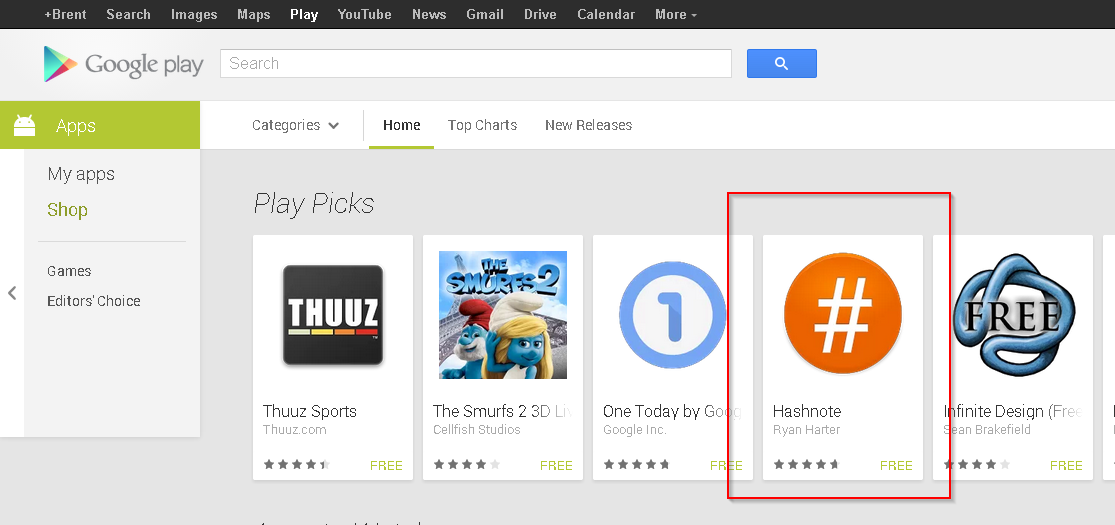 +Brent Search Images Maps Play YouTube News Gmail Drive Calendar More
Google play
Search
Apps
Categories Home Top Charts New Releases
My apps
Shop
Games
Editors' Choice
Play Picks
THUUZ
Thuuz Sports
Thuuz.com
FREE
THE SMURFS 2
The Smurfs 2 3D Liv
Cellfish Studios
FREE
1
One Today by Goog
Google Inc.
FREE
#
Hashnote
Ryan Harter
FREE
FREE
Infinite Design (Free
Sean Brakefield
FREE